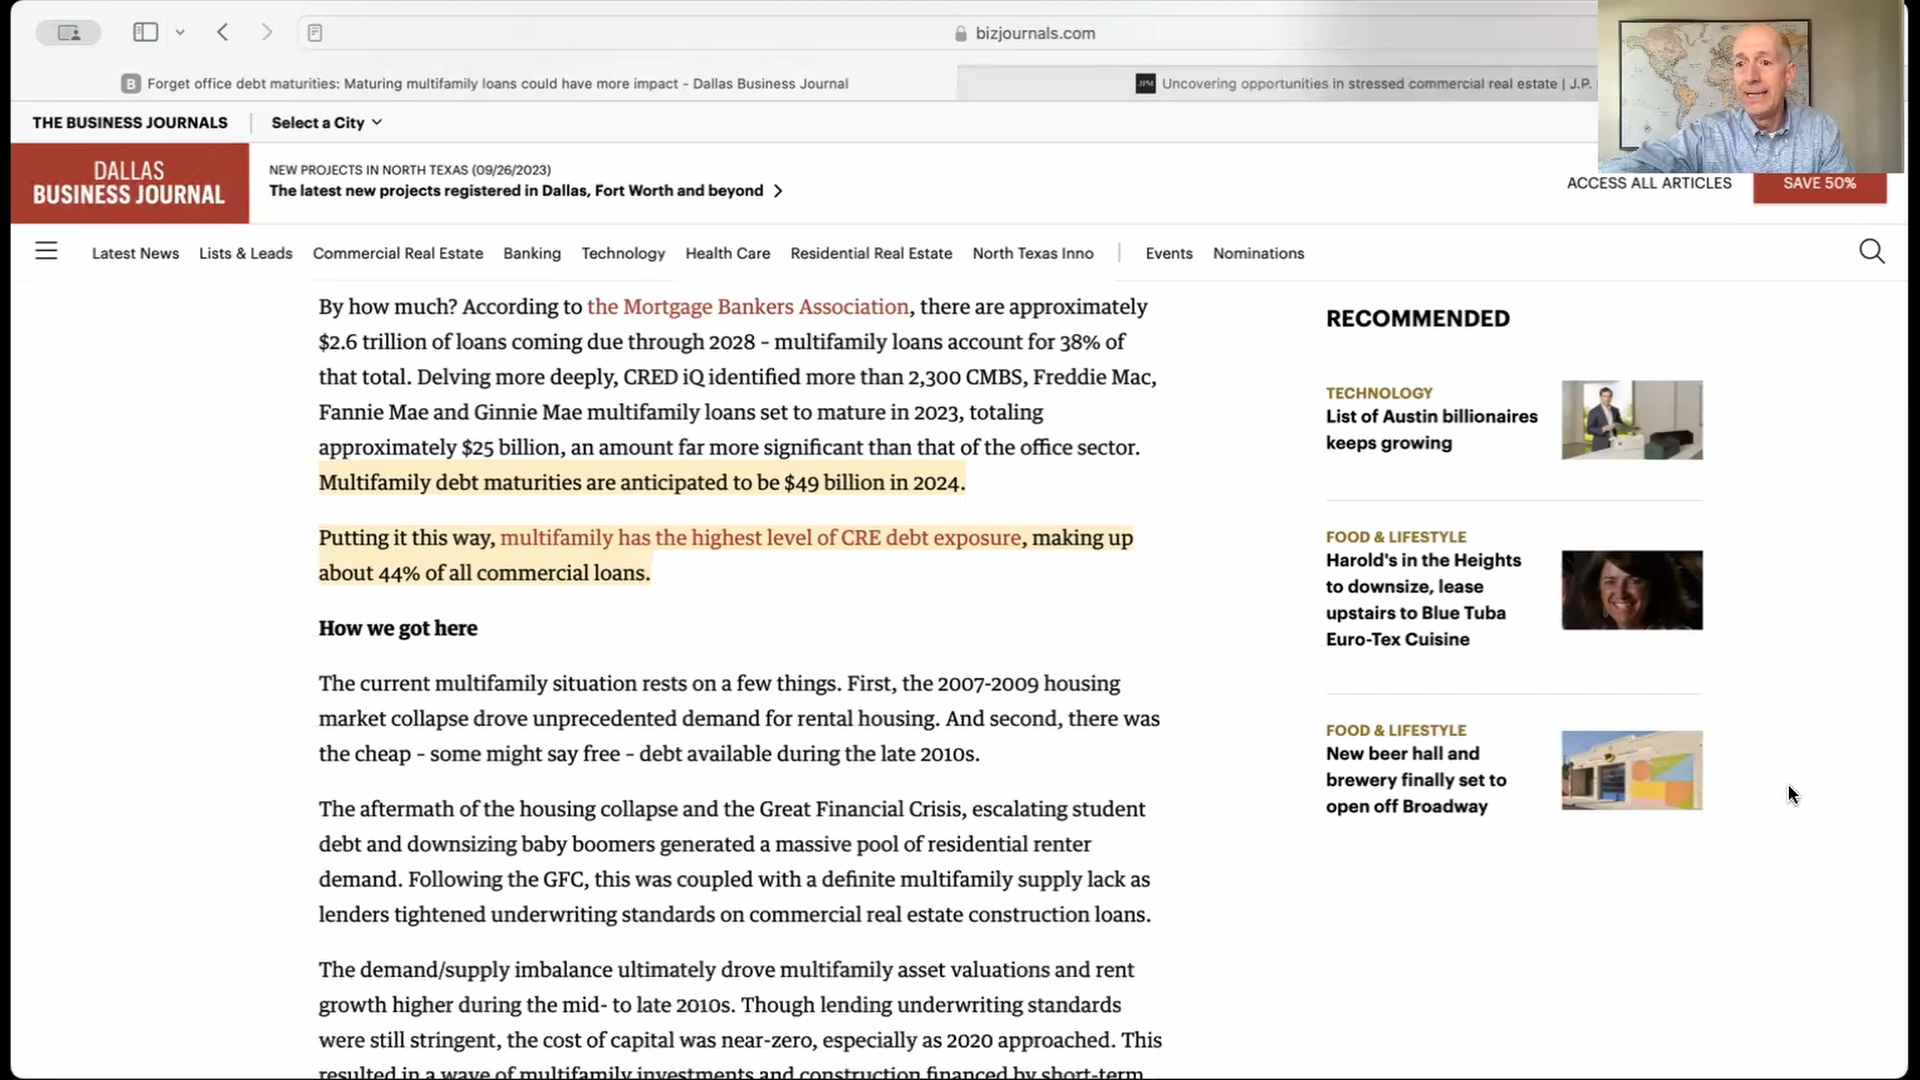 bizjournals.com
B Forget office debt maturities: Maturing multifamily loans could have more impact - Dallas Business Journal
JPM Uncovering opportunities in stressed commercial real estate | J.P.
THE BUSINESS JOURNALS
Select a City
DALLAS
BUSINESS JOURNAL
NEW PROJECTS IN NORTH TEXAS (09/26/2023)
The latest new projects registered in Dallas, Fort Worth and beyond
ACCESS ALL ARTICLES
SAVE 50%
Latest News Lists & Leads Commercial Real Estate Banking Technology Health Care Residential Real Estate North Texas Inno | Events Nominations
By how much? According to the Mortgage Bankers Association, there are approximately
$2.6 trillion of loans coming due through 2028 – multifamily loans account for 38% of
that total. Delving more deeply, CRED iQ identified more than 2,300 CMBS, Freddie Mac,
Fannie Mae and Ginnie Mae multifamily loans set to mature in 2023, totaling
approximately $25 billion, an amount far more significant than that of the office sector.
Multifamily debt maturities are anticipated to be $49 billion in 2024.
Putting it this way, multifamily has the highest level of CRE debt exposure, making up
about 44% of all commercial loans.
How we got here
The current multifamily situation rests on a few things. First, the 2007-2009 housing
market collapse drove unprecedented demand for rental housing. And second, there was
the cheap – some might say free – debt available during the late 2010s.
The aftermath of the housing collapse and the Great Financial Crisis, escalating student
debt and downsizing baby boomers generated a massive pool of residential renter
demand. Following the GFC, this was coupled with a definite multifamily supply lack as
lenders tightened underwriting standards on commercial real estate construction loans.
The demand/supply imbalance ultimately drove multifamily asset valuations and rent
growth higher during the mid- to late 2010s. Though lending underwriting standards
were still stringent, the cost of capital was near-zero, especially as 2020 approached. This
resulted in a wave of multifamily investments and construction financed by short-term
RECOMMENDED
TECHNOLOGY
List of Austin billionaires
keeps growing
FOOD & LIFESTYLE
Harold's in the Heights
to downsize, lease
upstairs to Blue Tuba
Euro-Tex Cuisine
FOOD & LIFESTYLE
New beer hall and
brewery finally set to
open off Broadway